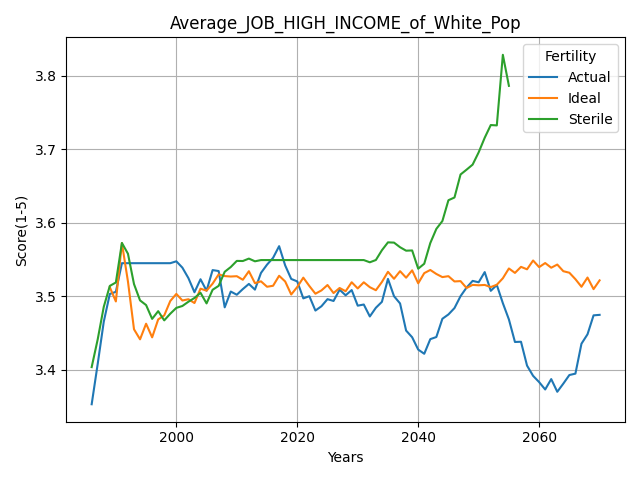 Average_JOB_HIGH_INCOME_of_White_Pop
Fertility
Actual
Ideal
Sterile
Score(1-5)
3.8
3.7
3.6
3.5
3.4
2000
2020
2040
2060
Years